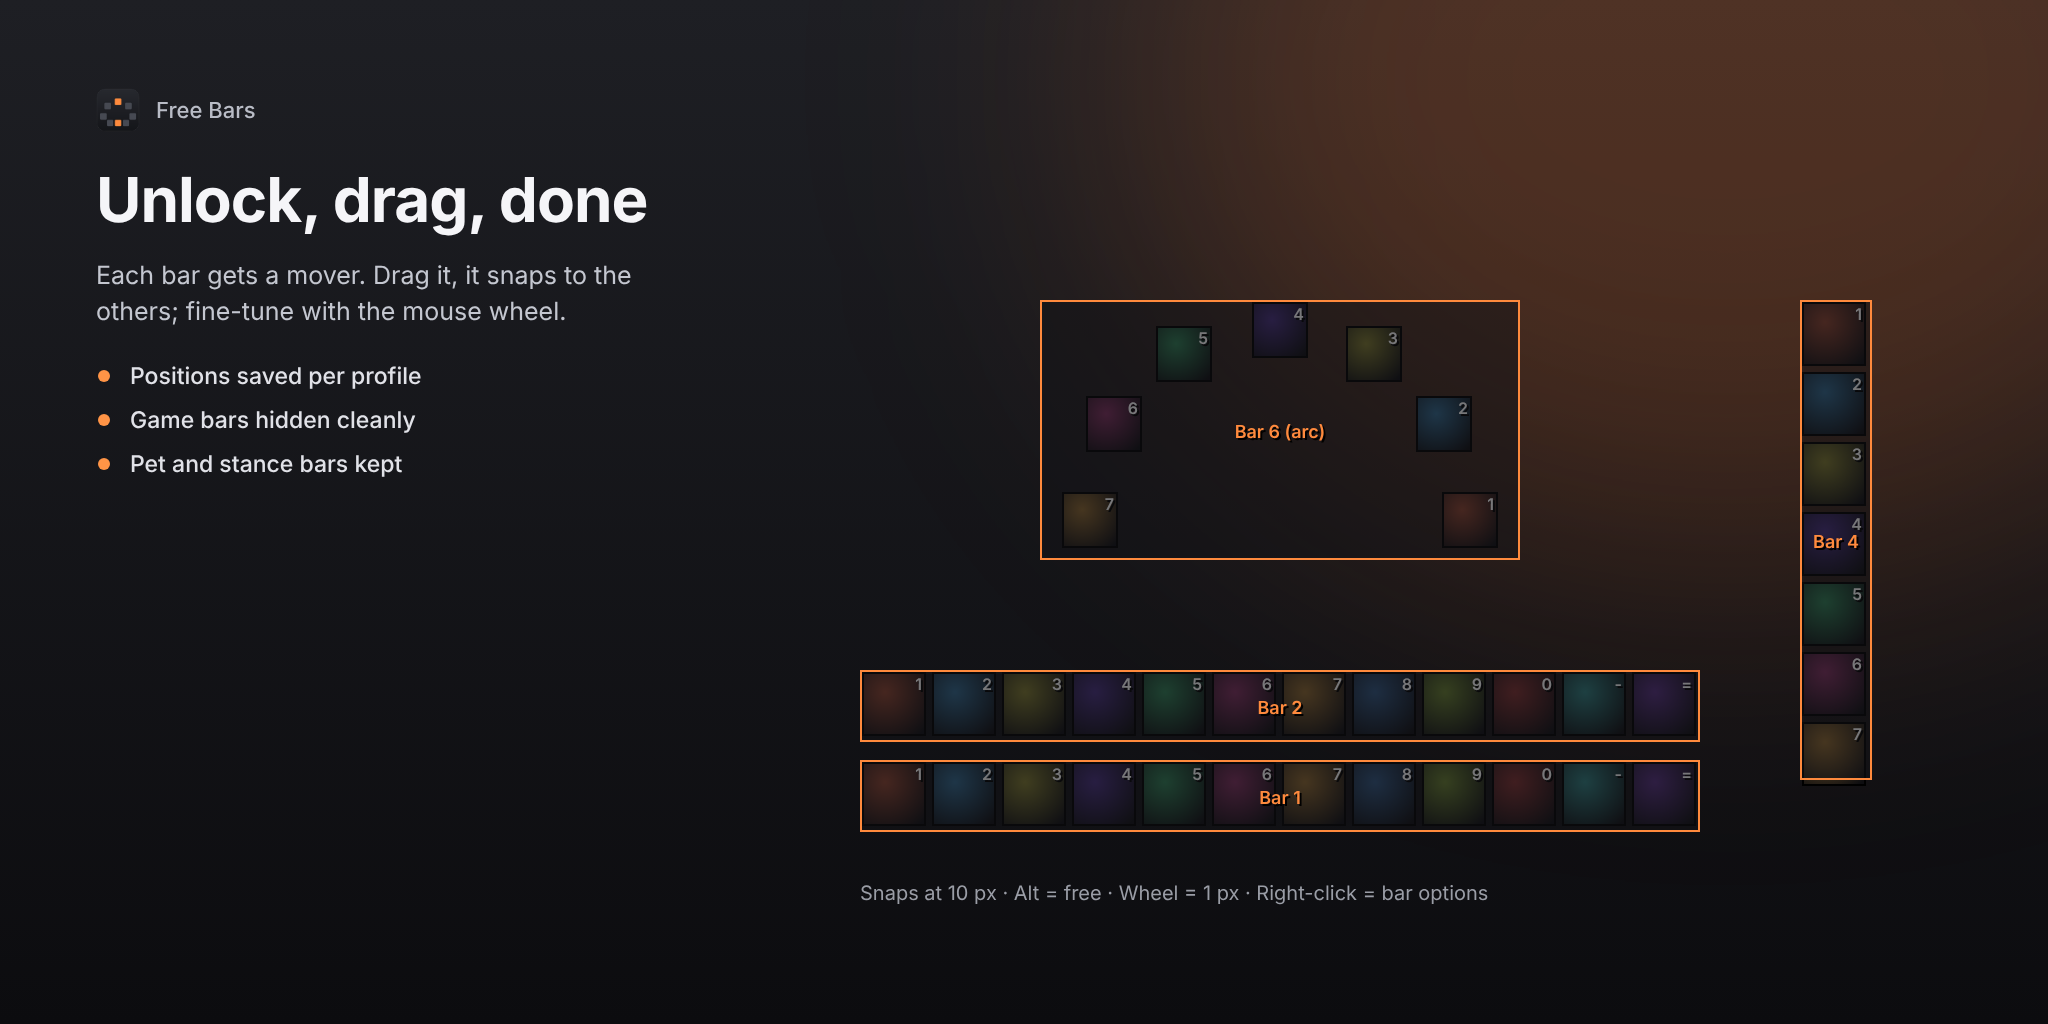 Free Bars
Unlock, drag, done
Each bar gets a mover. Drag it, it snaps to the
others; fine-tune with the mouse wheel.
Positions saved per profile
Game bars hidden cleanly
Pet and stance bars kept
4
5
3
6
2
Bar 6 (arc)
7
1
1
2
3
4
Bar 4
5
6
7
1 2 3 4 5 6 7 8 9 0 - =
Bar 2
1 2 3 4 5 6 7 8 9 0 - =
Bar 1
Snaps at 10 px · Alt = free · Wheel = 1 px · Right-click = bar options